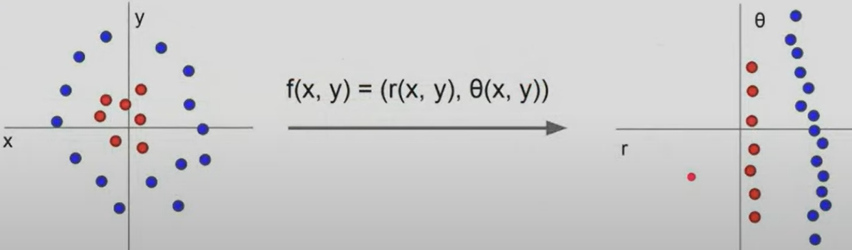 y
x
f(x, y) = (r(x, y), θ(x, y))
θ
r